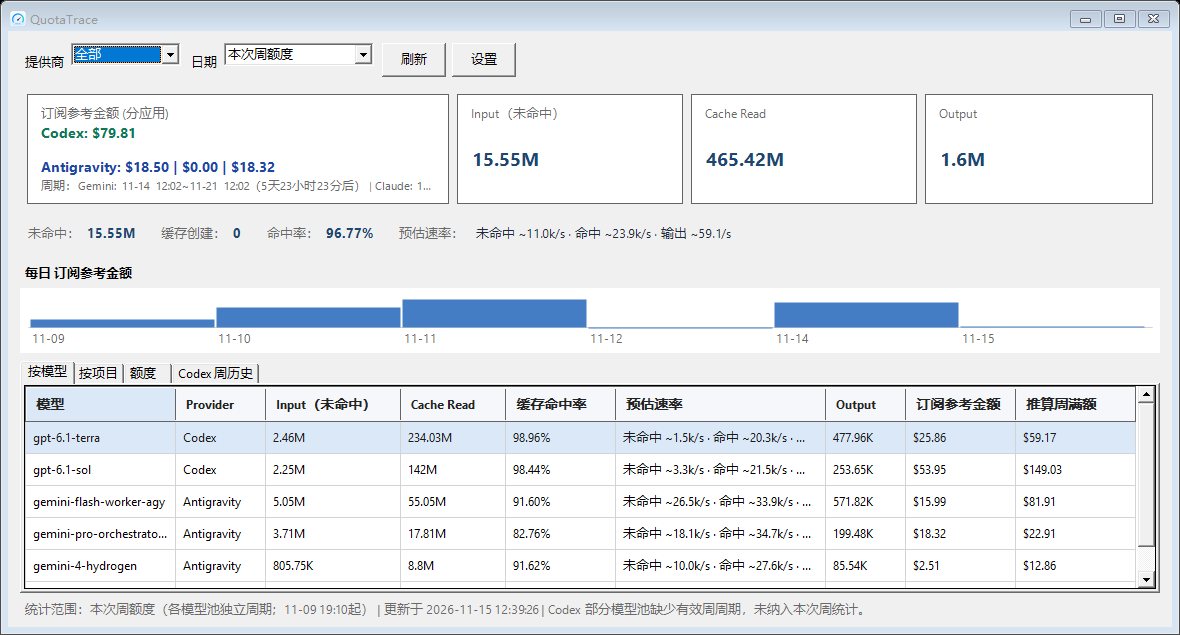 QuotaTrace
提供商 全部 日期 本次周额度 刷新 设置
订阅参考金额 (分应用)
Codex: $79.81
Antigravity: $18.50 | $0.00 | $18.32
周期: Gemini: 11-14 12:02~11-21 12:02 (5天23小时23分后) | Claude: 1...
Input（未命中）
15.55M
Cache Read
465.42M
Output
1.6M
未命中: 15.55M 缓存创建: 0 命中率: 96.77% 预估速率: 未命中 ~11.0k/s · 命中 ~23.9k/s · 输出 ~59.1/s
每日 订阅参考金额
11-09 11-10 11-11 11-12 11-14 11-15
按模型 按项目 额度 Codex 周历史
模型 Provider Input（未命中） Cache Read 缓存命中率 预估速率 Output 订阅参考金额 推算周满额
gpt-6.1-terra Codex 2.46M 234.03M 98.96% 未命中 ~1.5k/s · 命中 ~20.3k/s · ... 477.96K $25.86 $59.17
gpt-6.1-sol Codex 2.25M 142M 98.44% 未命中 ~3.3k/s · 命中 ~21.5k/s · ... 253.65K $53.95 $149.03
gemini-flash-worker-agy Antigravity 5.05M 55.05M 91.60% 未命中 ~26.5k/s · 命中 ~33.9k/s · ... 571.82K $15.99 $81.91
gemini-pro-orchestrato... Antigravity 3.71M 17.81M 82.76% 未命中 ~18.1k/s · 命中 ~34.7k/s · ... 199.48K $18.32 $22.91
gemini-4-hydrogen Antigravity 805.75K 8.8M 91.62% 未命中 ~10.0k/s · 命中 ~27.6k/s · ... 85.54K $2.51 $12.86
统计范围：本次周额度（各模型池独立周期；11-09 19:10起） | 更新于 2026-11-15 12:39:26 | Codex 部分模型池缺少有效周周期，未纳入本次周统计。